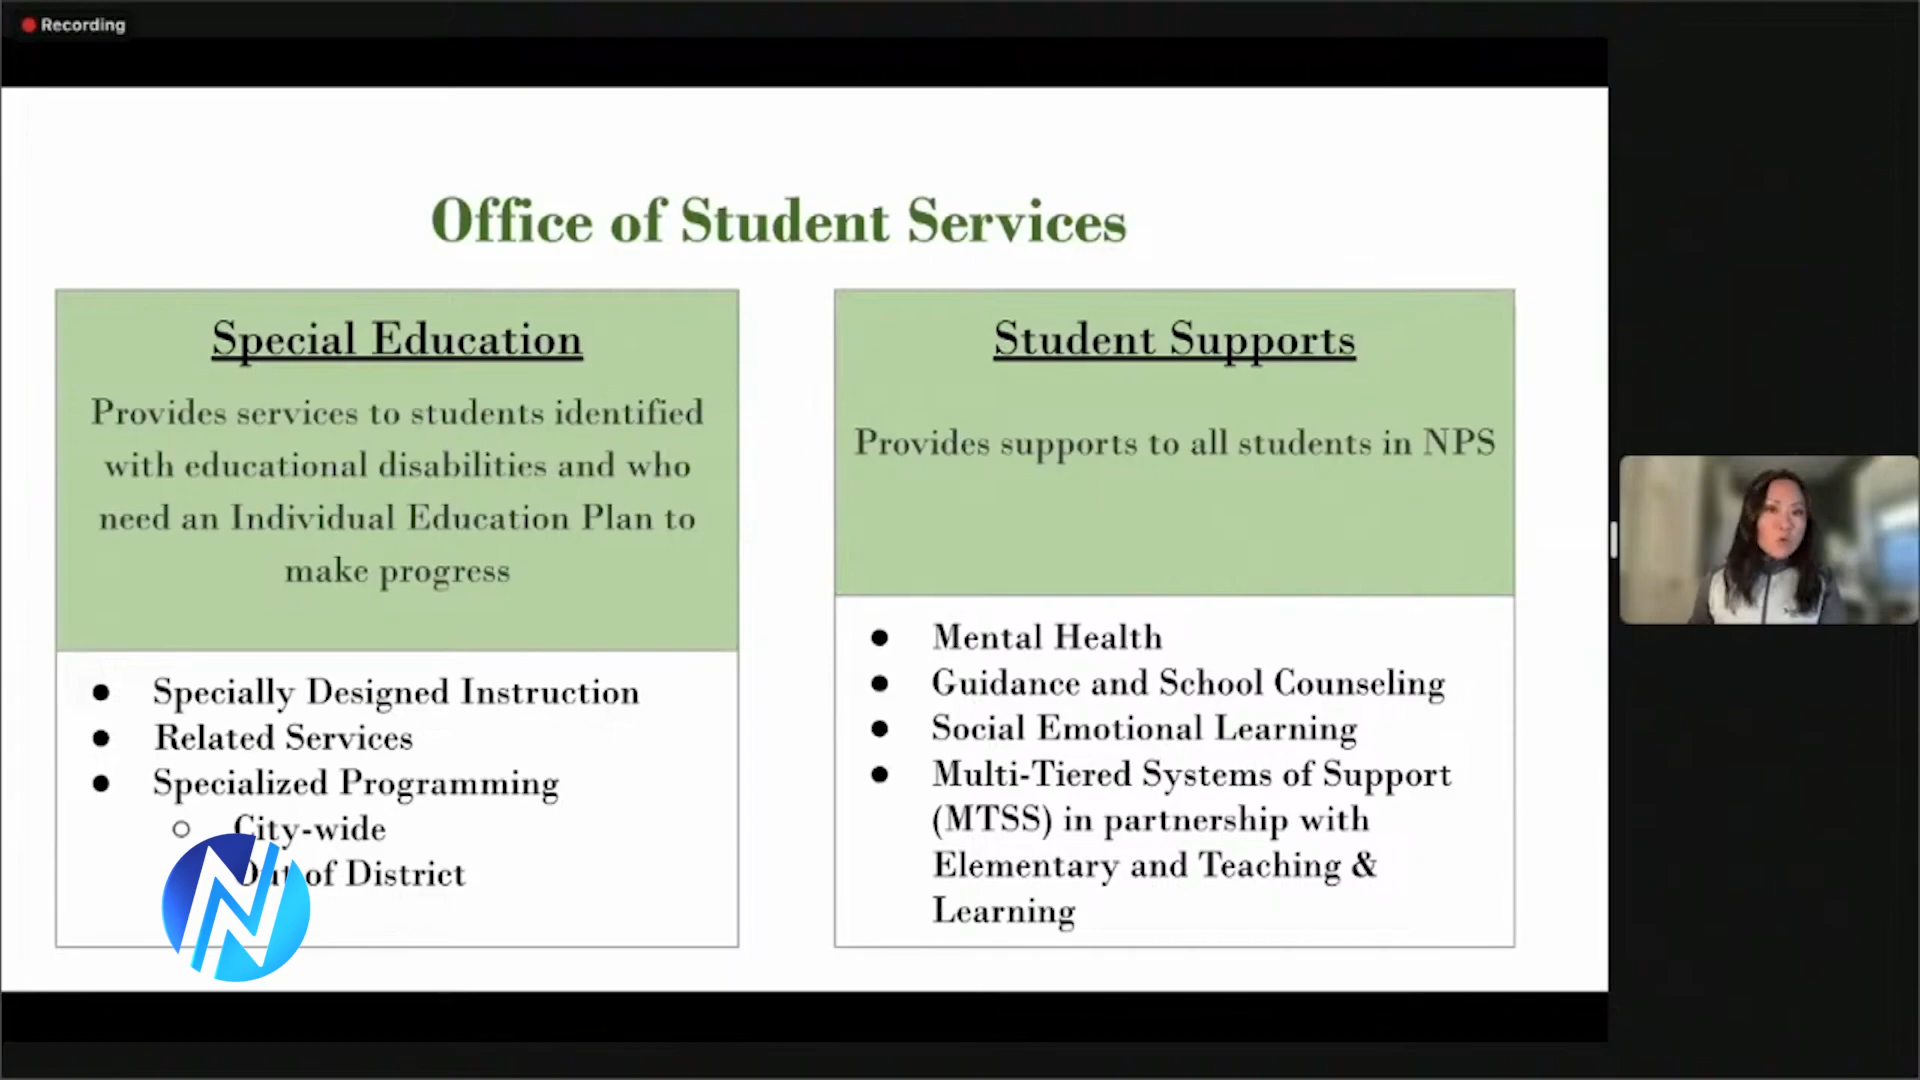 Recording
Office of Student Services
Special Education
Provides services to students identified
with educational disabilities and who
need an Individual Education Plan to
make progress
● Specially Designed Instruction
● Related Services
● Specialized Programming
○ City-wide
Out of District
Student Supports
Provides supports to all students in NPS
● Mental Health
● Guidance and School Counseling
● Social Emotional Learning
● Multi-Tiered Systems of Support
(MTSS) in partnership with
Elementary and Teaching &
Learning